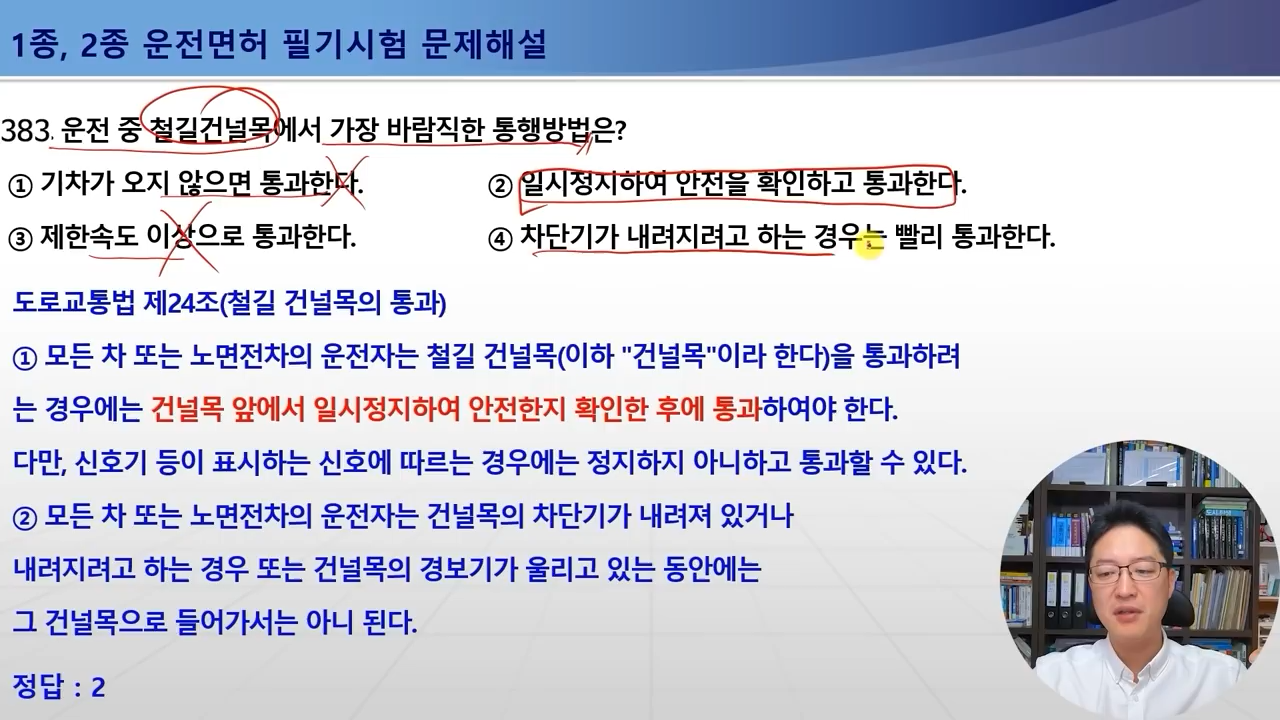 1종, 2종 운전면허 필기시험 문제해설
383. 운전 중 철길건널목에서 가장 바람직한 통행방법은?
① 기차가 오지 않으면 통과한다. ② 일시정지하여 안전을 확인하고 통과한다.
③ 제한속도 이상으로 통과한다. ④ 차단기가 내려지려고 하는 경우는 빨리 통과한다.
도로교통법 제24조(철길 건널목의 통과)
① 모든 차 또는 노면전차의 운전자는 철길 건널목(이하 "건널목"이라 한다)을 통과하려
는 경우에는 건널목 앞에서 일시정지하여 안전한지 확인한 후에 통과하여야 한다.
다만, 신호기 등이 표시하는 신호에 따르는 경우에는 정지하지 아니하고 통과할 수 있다.
② 모든 차 또는 노면전차의 운전자는 건널목의 차단기가 내려져 있거나
내려지려고 하는 경우 또는 건널목의 경보기가 울리고 있는 동안에는
그 건널목으로 들어가서는 아니 된다.
정답 : 2